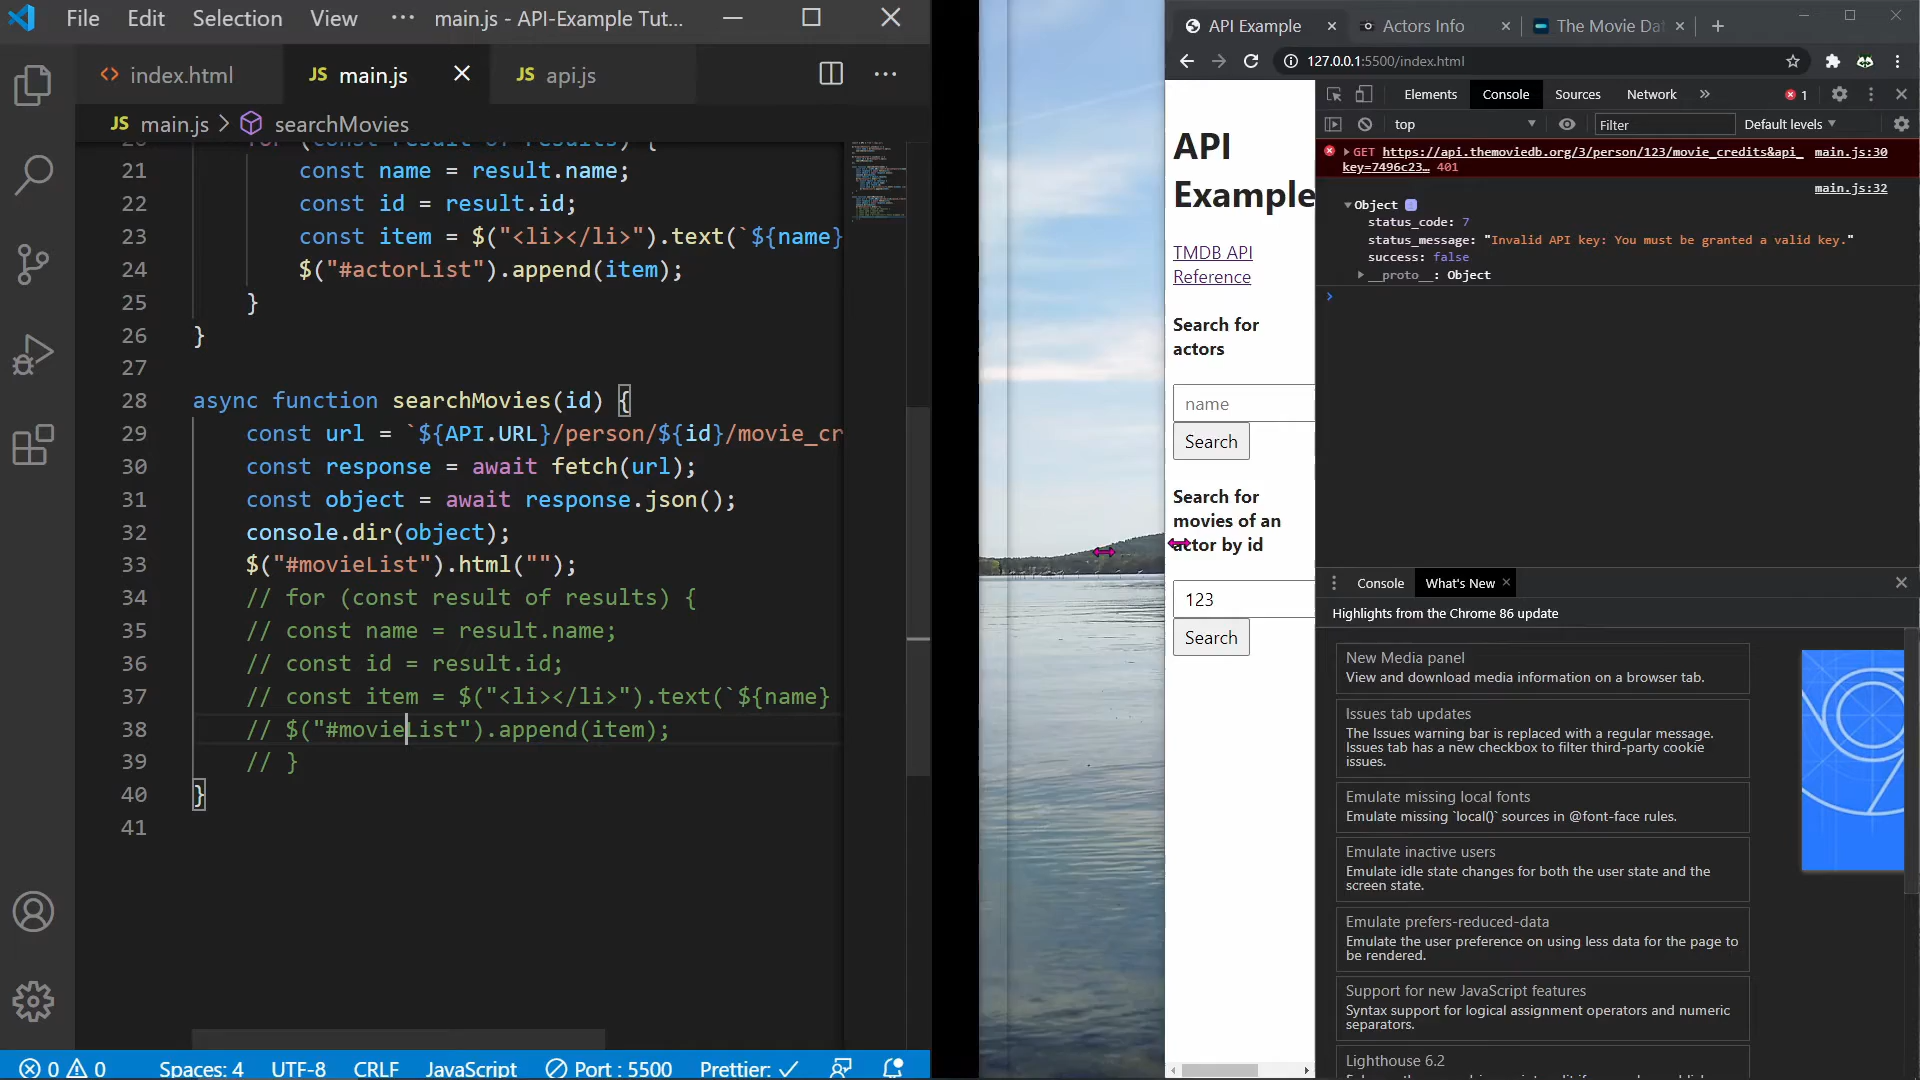 File Edit Selection View ··· main.js - API-Example Tut...
index.html
JS main.js
JS api.js
JS main.js > searchMovies
20 for (const result of results) {
21 const name = result.name;
22 const id = result.id;
23 const item = $("<li></li>").text(`${name}
24 $("#actorList").append(item);
25 }
26 }
27
28 async function searchMovies(id) {
29 const url = `${API.URL}/person/${id}/movie_cr
30 const response = await fetch(url);
31 const object = await response.json();
32 console.dir(object);
33 $("#movieList").html("");
34 // for (const result of results) {
35 // const name = result.name;
36 // const id = result.id;
37 // const item = $("<li></li>").text(`${name}
38 // $("#movieList").append(item);
39 // }
40 }
41
0 0 Spaces: 4 UTF-8 CRLF JavaScript Port : 5500 Prettier: ✓
API Example
Actors Info
The Movie Dat
127.0.0.1:5500/index.html
API
Example
TMDB API
Reference
Search for
actors
name
Search
Search for
movies of an
actor by id
123
Search
Elements Console Sources Network » 1
top Filter Default levels
GET https://api.themoviedb.org/3/person/123/movie_credits&api_ main.js:30
key=7496c23… 401
main.js:32
Object
status_code: 7
status_message: "Invalid API key: You must be granted a valid key."
success: false
__proto__: Object
Console What's New
Highlights from the Chrome 86 update
New Media panel
View and download media information on a browser tab.
Issues tab updates
The Issues warning bar is replaced with a regular message.
Issues tab has a new checkbox to filter third-party cookie
issues.
Emulate missing local fonts
Emulate missing `local()` sources in @font-face rules.
Emulate inactive users
Emulate idle state changes for both the user state and the
screen state.
Emulate prefers-reduced-data
Emulate the user preference on using less data for the page to
be rendered.
Support for new JavaScript features
Syntax support for logical assignment operators and numeric
separators.
Lighthouse 6.2